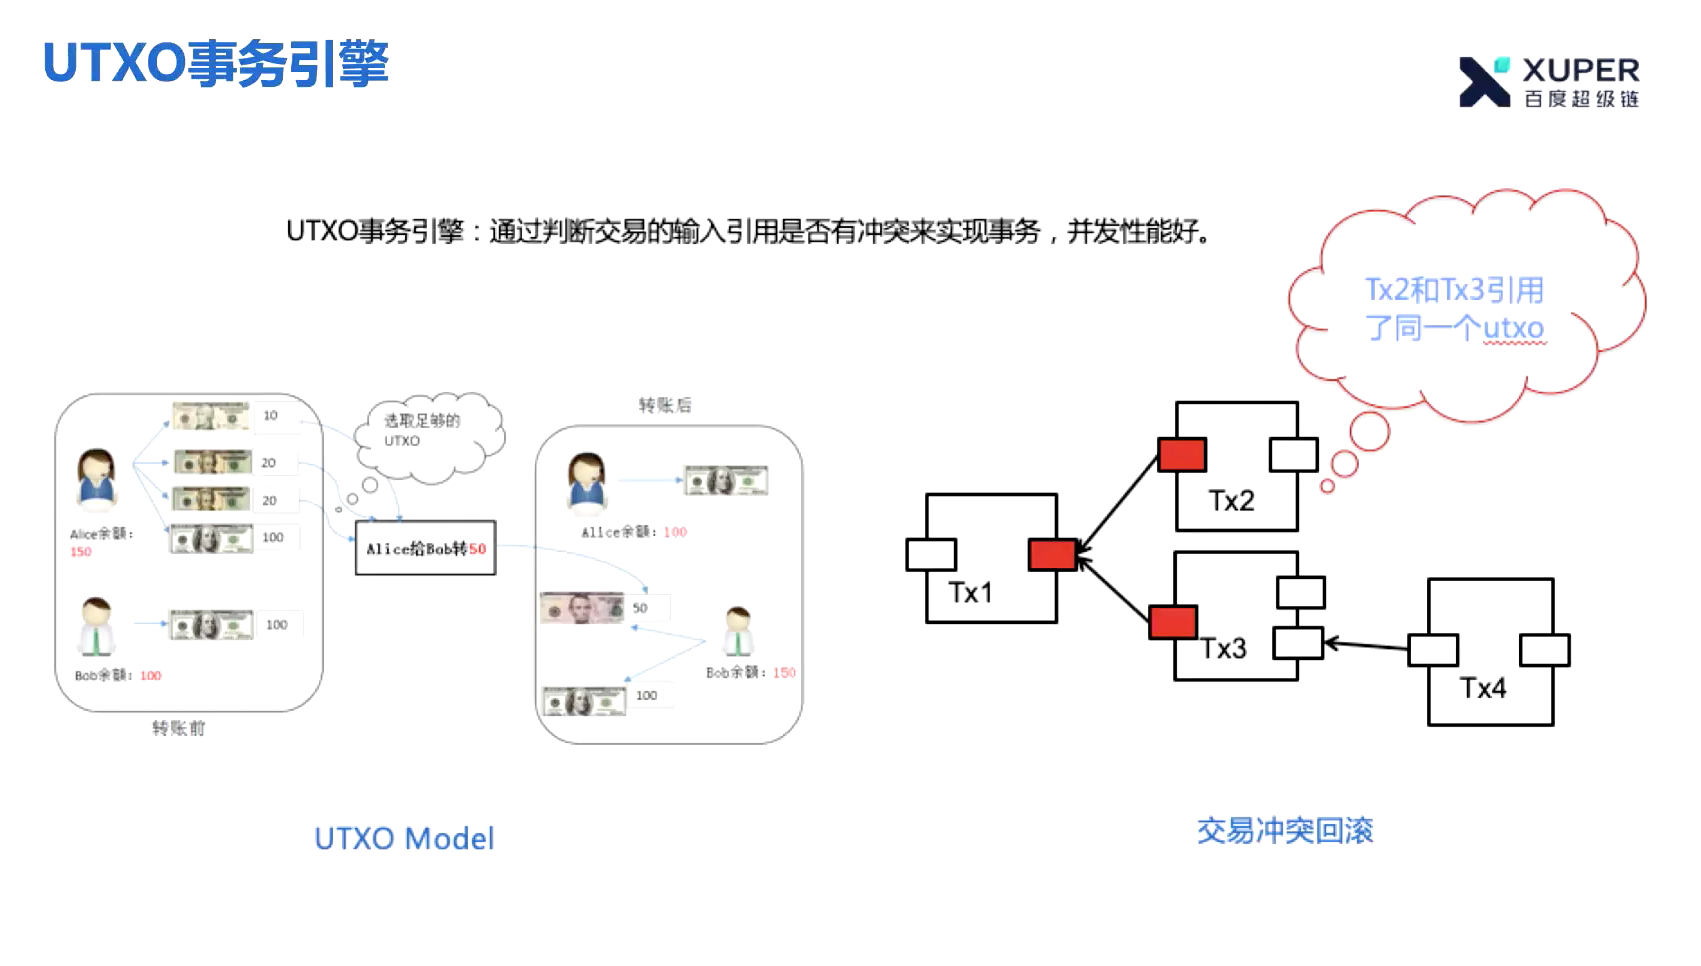 UTXO事务引擎
XUPER
百度超级链
UTXO事务引擎：通过判断交易的输入引用是否有冲突来实现事务，并发性能好。
Tx2和Tx3引用
了同一个utxo
10
20
20
100
Alice余额：
150
100
Bob余额：100
转账前
选取足够的
UTXO
Alice给Bob转50
转账后
Alice余额：100
50
Bob余额：150
100
UTXO Model
Tx1
Tx2
Tx3
Tx4
交易冲突回滚